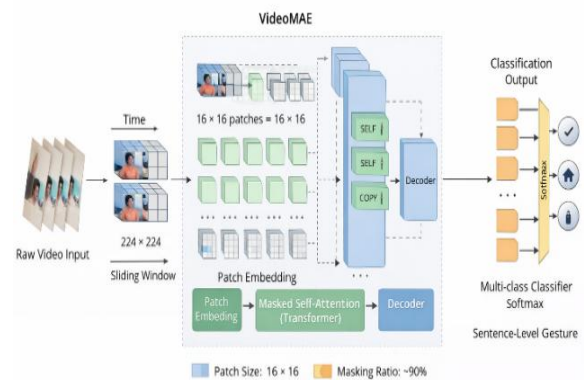 VideoMAE
Time
224 × 224
Raw Video Input
Sliding Window
16 × 16 patches = 16 × 16
SELF
SELF
COPY
Decoder
Patch Embedding
Patch
Embeding
Masked Self-Attention
(Transformer)
Decoder
Patch Size: 16 × 16
Masking Ratio: ~90%
Classification
Output
Soffmax
Multi-class Classifier
Softmax
Sentence-Level Gesture